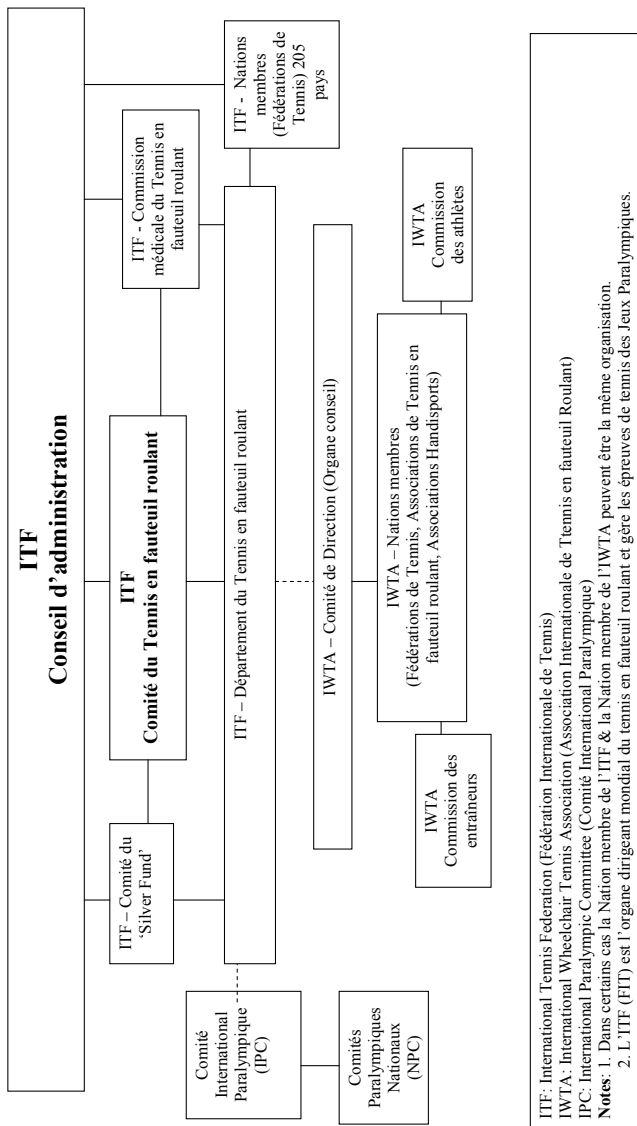 ITF
Conseil d'administration
ITF – Comité du
'Silver Fund'
ITF
Comité du Tennis en fauteuil roulant
ITF - Commission
médicale du Tennis en
fauteuil roulant
ITF - Nations
membres
(Fédérations de
Tennis) 205
pays
ITF – Département du Tennis en fauteuil roulant
Comité
International
Paralympique
(IPC)
Comités
Paralympiques
Nationaux
(NPC)
IWTA – Comité de Direction (Organe conseil)
IWTA – Nations membres
(Fédérations de Tennis, Associations de Tennis en
fauteuil roulant, Associations Handisports)
IWTA
Commission des
entraîneurs
IWTA
Commission
des athlètes
ITF: International Tennis Federation (Fédération Internationale de Tennis)
IWTA: International Wheelchair Tennis Association (Association Internationale de Ttennis en fauteuil Roulant)
IPC: International Paralympic Committee (Comité International Paralympique)
Notes: 1. Dans certains cas la Nation membre de l'ITF & la Nation membre de l'IWTA peuvent être la même organisation.
2. L'ITF (FIT) est l'organe dirigeant mondial du tennis en fauteuil roulant et gère les épreuves de tennis des Jeux Paralympiques.